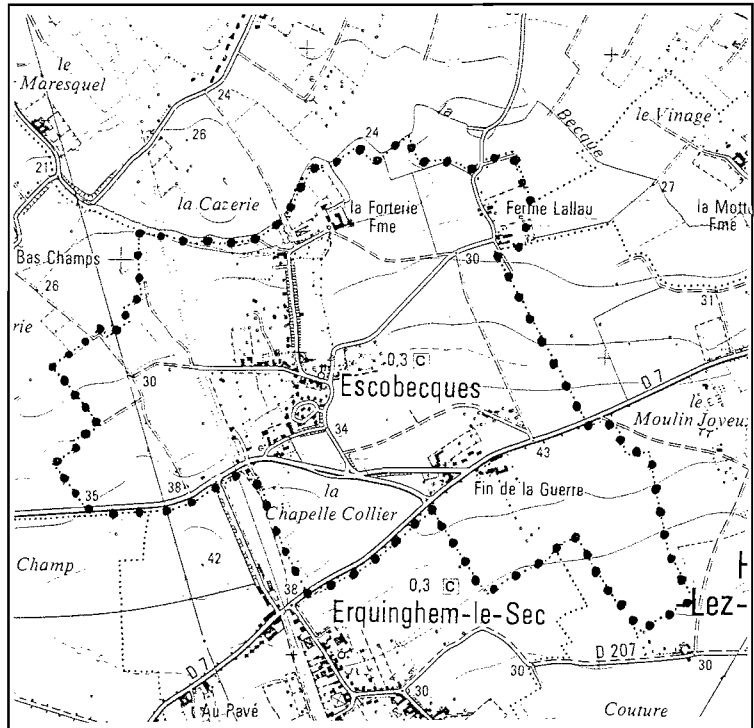 le
Maresquel
24
26
24
Becque
le Vinage
21
la Cazerie
la Forterie
Fme
Ferme Lallau
27
la Mott
Fme
Bas Champs
26
30
31
rie
30
0,3 C
Escobecques
D 7
le
Moulin Joyeu
34
43
38
35
la
Chapelle Collier
Fin de la Guerre
Champ
42
38
0,3 C
H
Erquinghem-le-Sec
-Lez-
D 7
D 207
30
30
30
Au Pavé
Couture